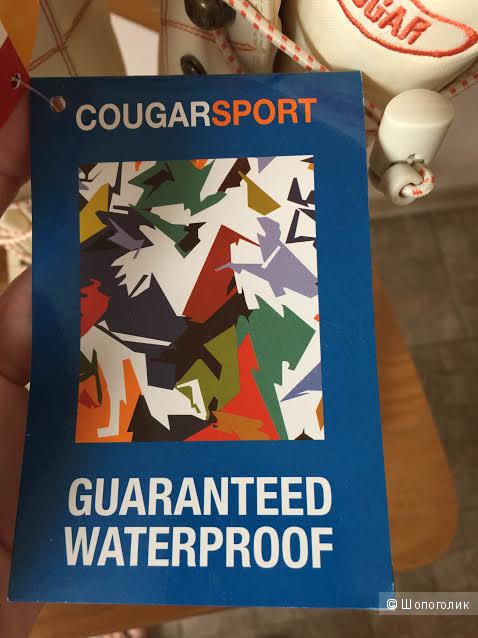 COUGAR
COUGARSPORT
GUARANTEED
WATERPROOF
© Шопоголик